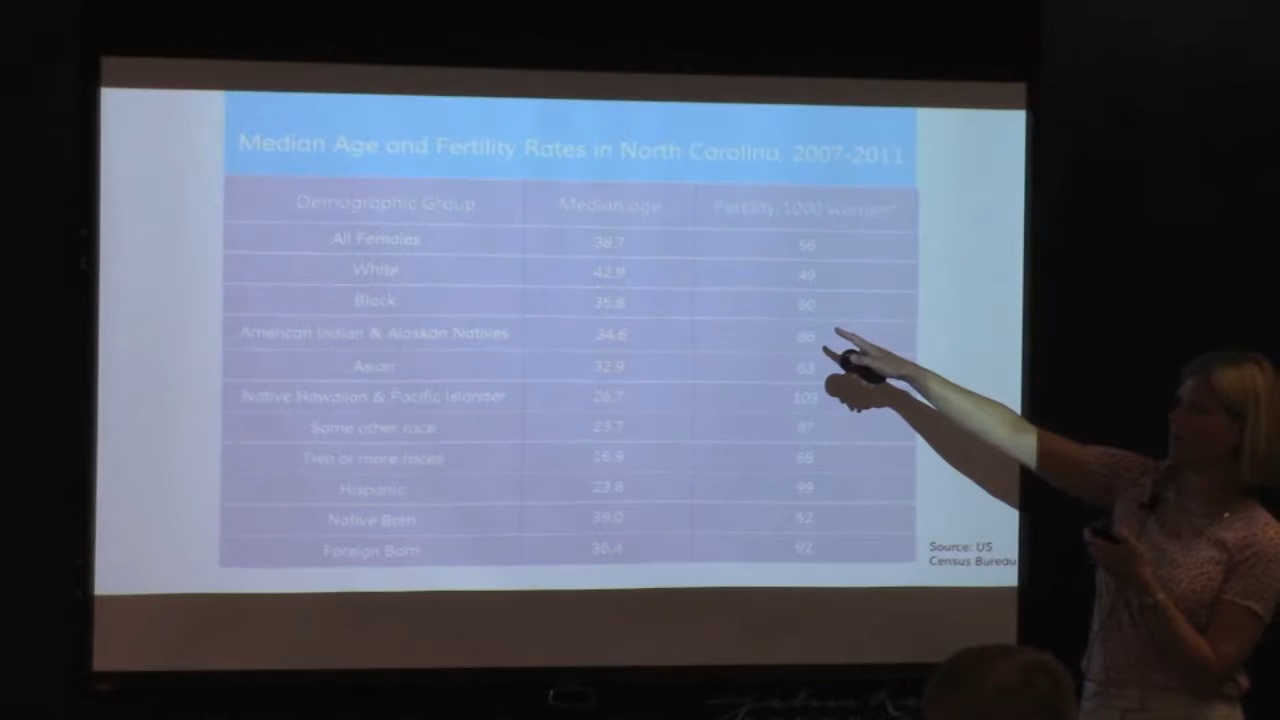 Median Age and Fertility Rates in North Carolina, 2007-2011
Demographic Group Median age Fertility/1000 women*
All Females 38.7 56
White 42.9 49
Black 35.8 60
American Indian & Alaskan Natives 34.6 66
Asian 32.9 63
Native Hawaiian & Pacific Islander 26.7 103
Some other race 23.7
Two or more races 16.9 65
Hispanic 23.8 99
Native Born 39.0 52
Foreign Born 36.4 92
Source: US
Census Bureau